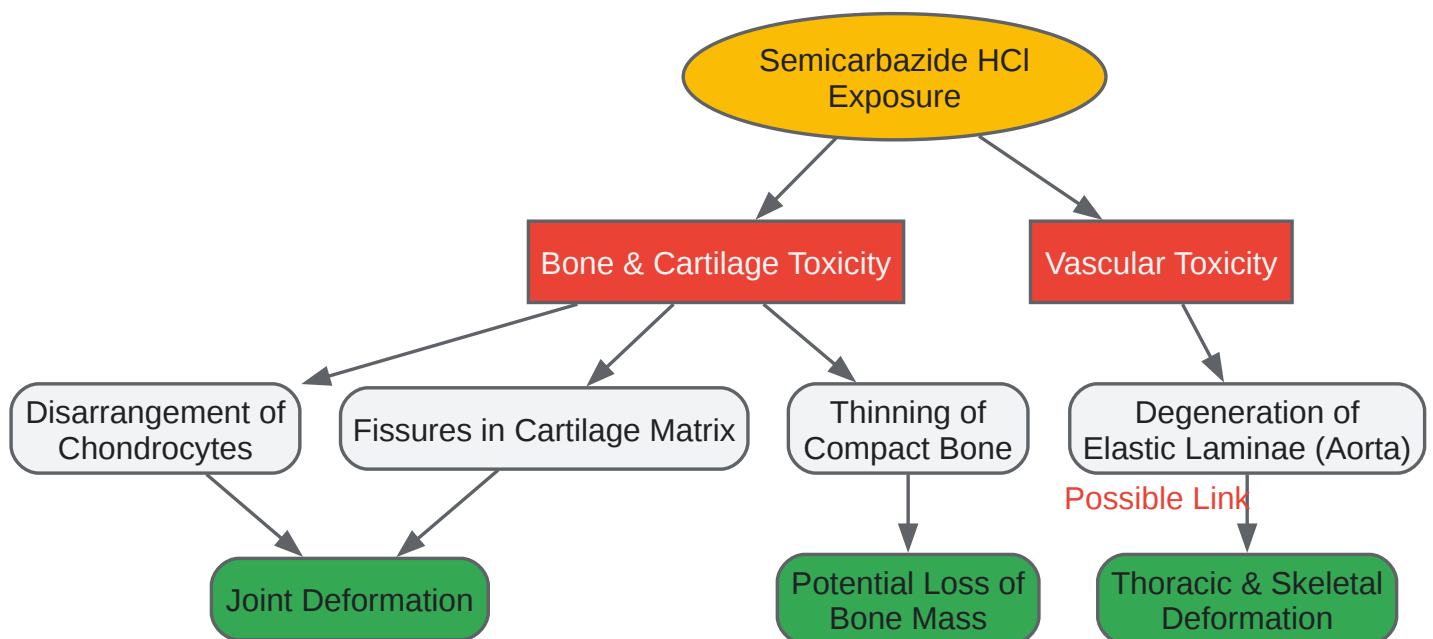 Semicarbazide HCl
Exposure
Bone & Cartilage Toxicity
Vascular Toxicity
Disarrangement of
Chondrocytes
Fissures in Cartilage Matrix
Thinning of
Compact Bone
Degeneration of
Elastic Laminae (Aorta)
Possible Link
Joint Deformation
Potential Loss of
Bone Mass
Thoracic & Skeletal
Deformation